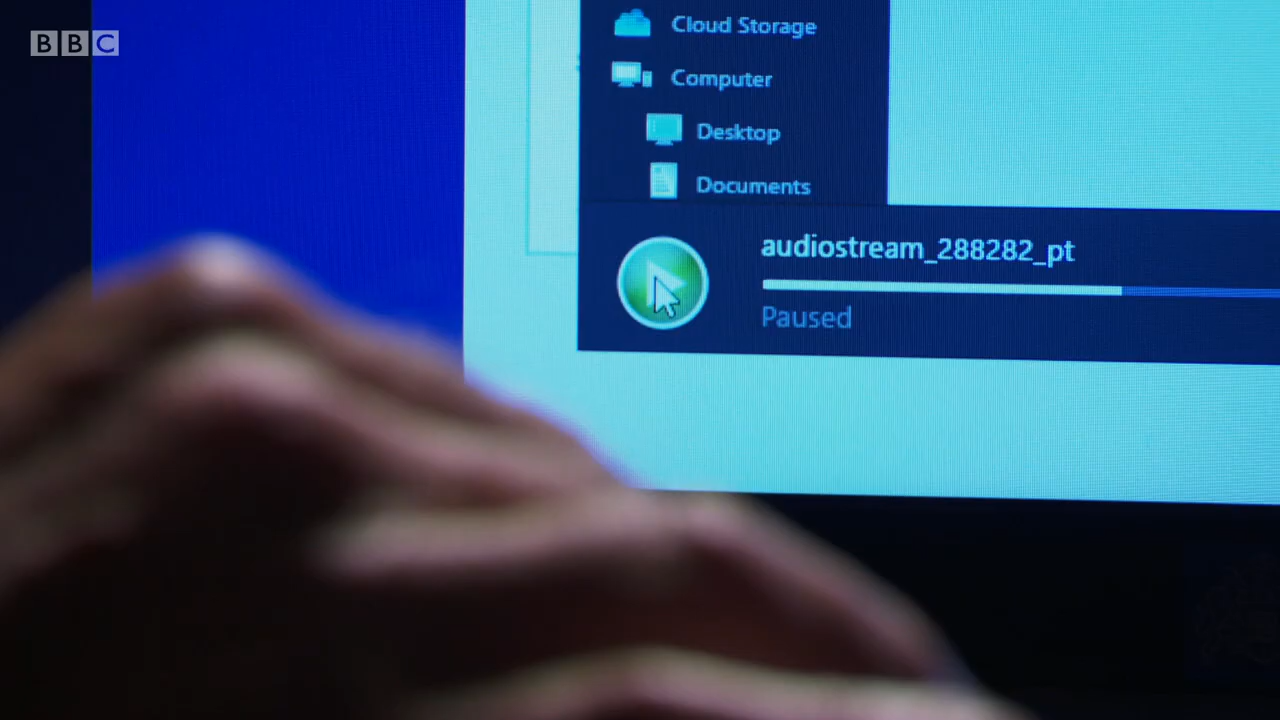 BBC
Cloud Storage
Computer
Desktop
Documents
audiostream_288282_pt
Paused